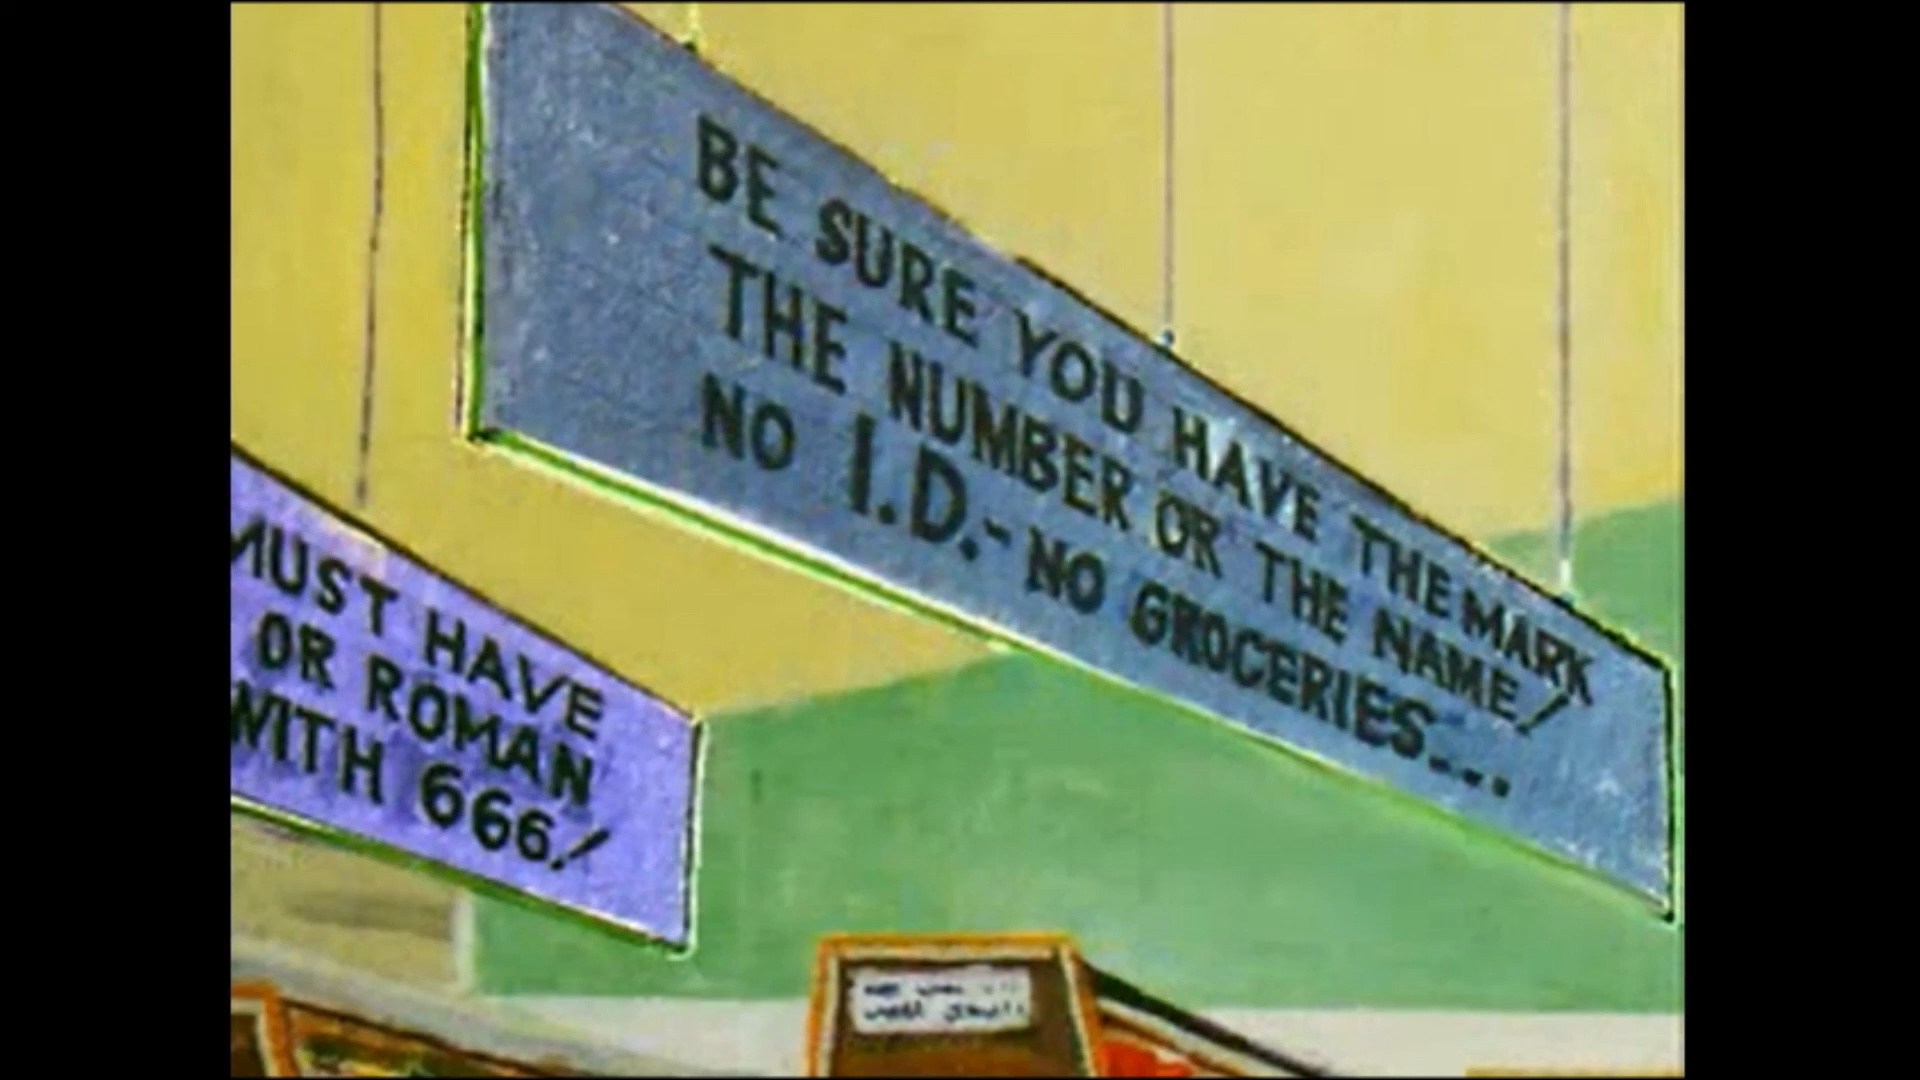 BE SURE YOU HAVE THE MARK
THE NUMBER OR THE NAME!
NO I.D.- NO GROCERIES...
MUST HAVE
OR ROMAN
WITH 666!